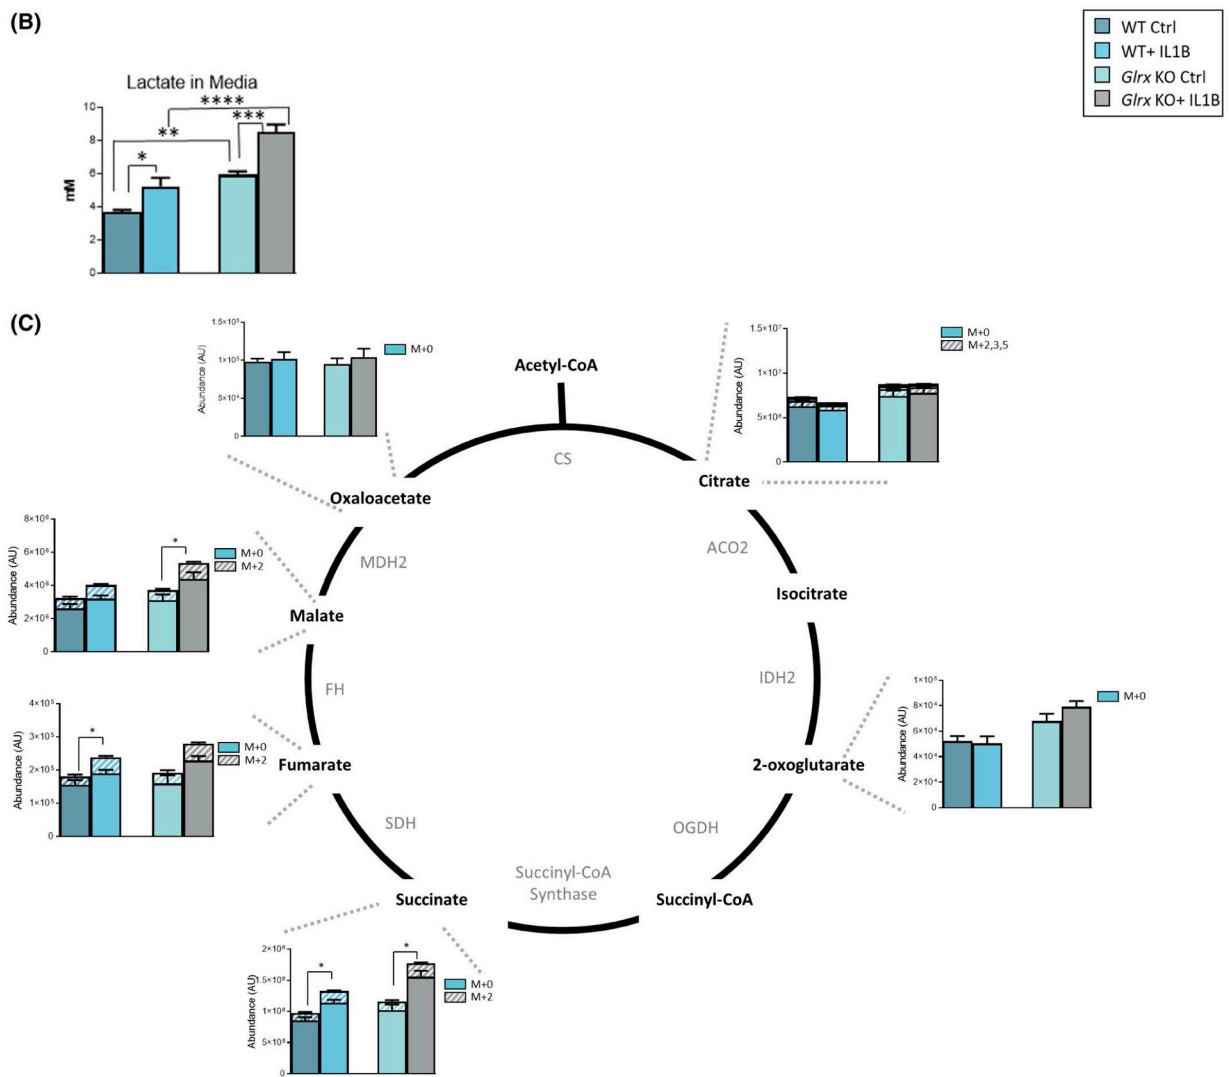 (B)
WT Ctrl
WT+ IL1B
Glrx KO Ctrl
Glrx KO+ IL1B
Lactate in Media
****
***
**
*
10
8
6
4
2
0
mM
(C)
1.5×10⁵
1×10⁵
5×10⁴
0
Abundance (AU)
M+0
Acetyl-CoA
1.5×10⁷
1×10⁷
5×10⁶
0
Abundance (AU)
M+0
M+2,3,5
CS
Citrate
Oxaloacetate
8×10⁶
6×10⁶
4×10⁶
2×10⁶
0
Abundance (AU)
*
M+0
M+2
MDH2
ACO2
Isocitrate
Malate
FH
IDH2
1×10⁵
8×10⁴
6×10⁴
4×10⁴
2×10⁴
0
Abundance (AU)
M+0
4×10⁵
3×10⁵
2×10⁵
1×10⁵
0
Abundance (AU)
*
M+0
M+2
Fumarate
2-oxoglutarate
SDH
OGDH
Succinyl-CoA
Synthase
Succinate
Succinyl-CoA
2×10⁶
1.5×10⁶
1×10⁶
5×10⁵
0
Abundance (AU)
*
*
M+0
M+2